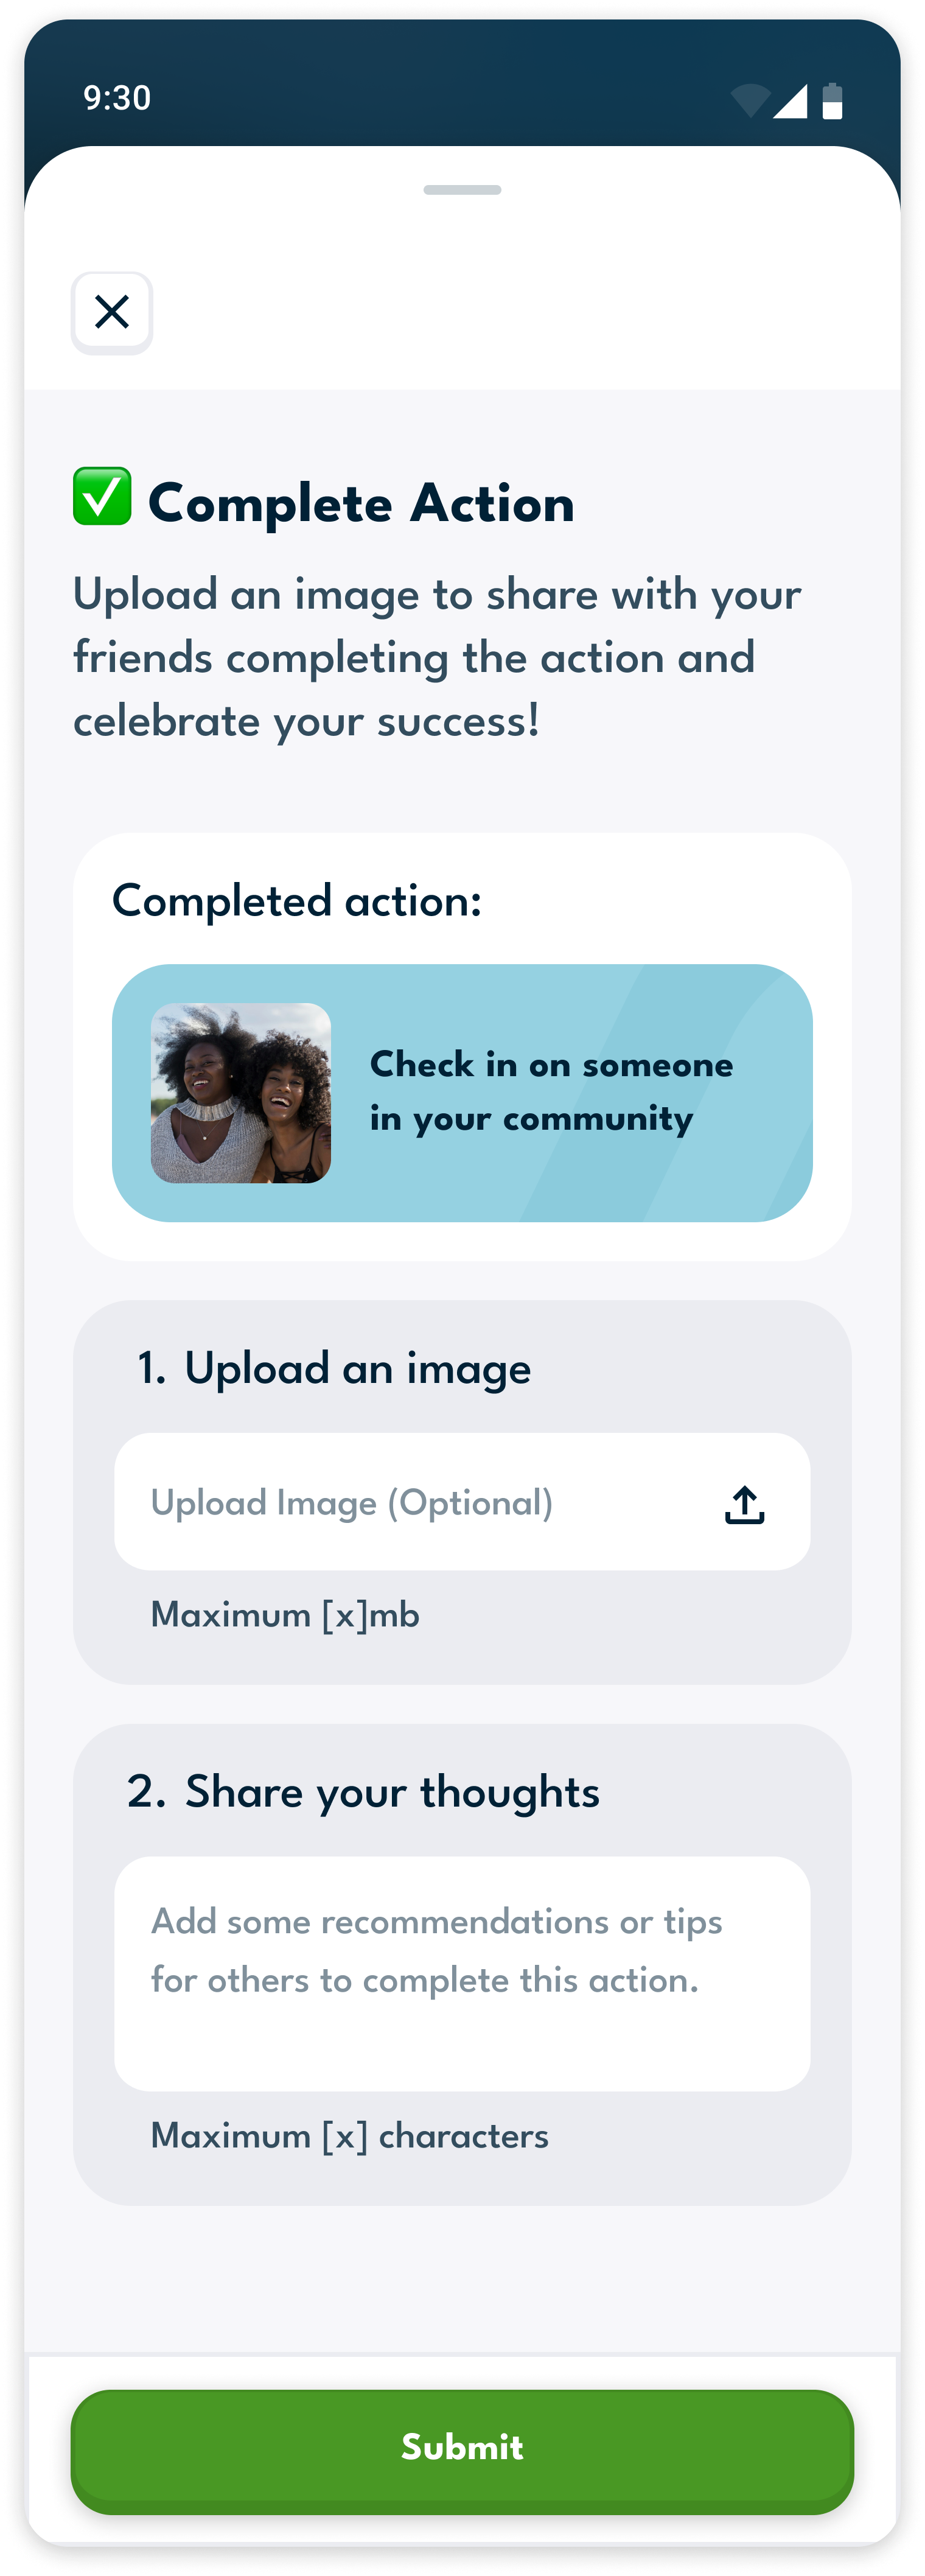 9:30
✅ Complete Action
Upload an image to share with your
friends completing the action and
celebrate your success!
Completed action:
Check in on someone
in your community
1. Upload an image
Upload Image (Optional)
Maximum [x]mb
2. Share your thoughts
Add some recommendations or tips
for others to complete this action.
Maximum [x] characters
Submit